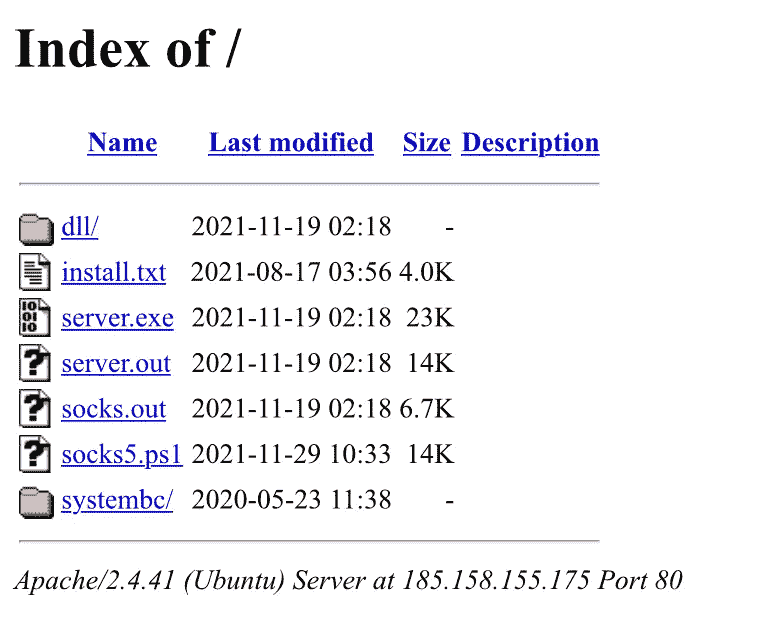 Index of /
Name Last modified Size Description
dll/ 2021-11-19 02:18 -
install.txt 2021-08-17 03:56 4.0K
server.exe 2021-11-19 02:18 23K
server.out 2021-11-19 02:18 14K
socks.out 2021-11-19 02:18 6.7K
socks5.ps1 2021-11-29 10:33 14K
systembc/ 2020-05-23 11:38 -
Apache/2.4.41 (Ubuntu) Server at 185.158.155.175 Port 80